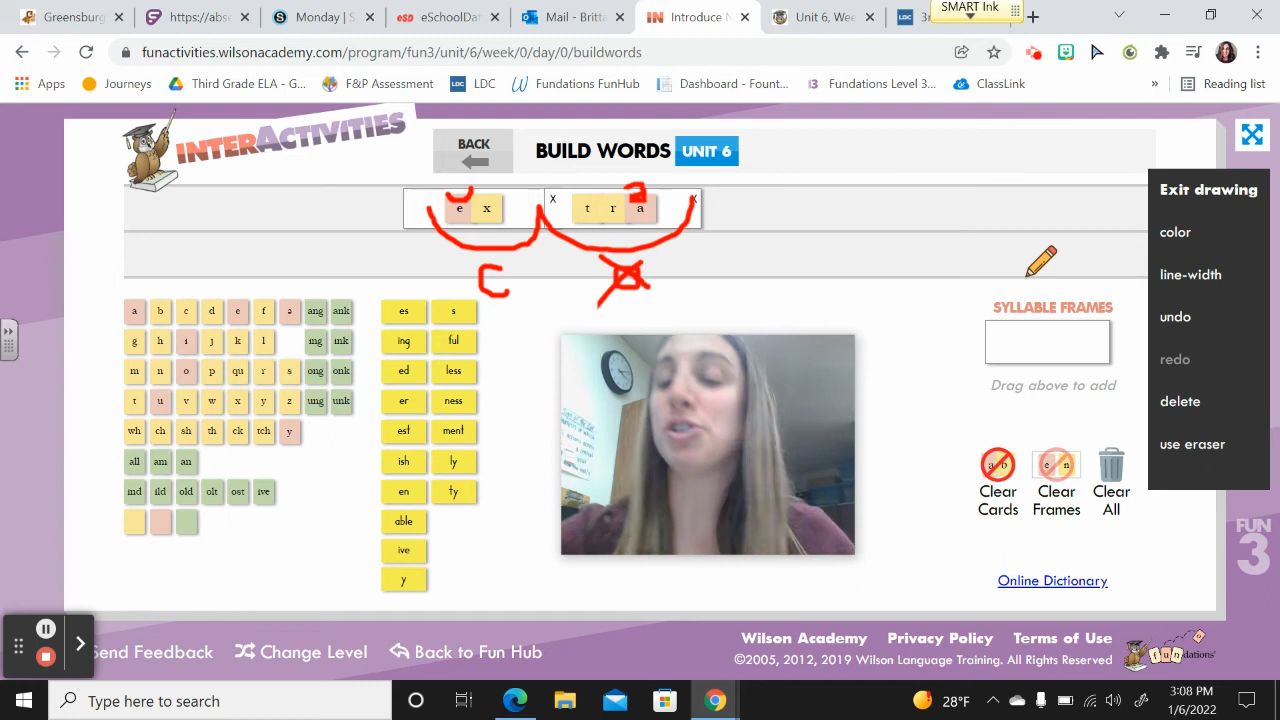 Greensburg
https://abse
Monday | S
eSchoolDat
Mail - Britta
Introduce N
Unit 6, Wee
LDC 3r
SMART Ink
funactivities.wilsonacademy.com/program/fun3/unit/6/week/0/day/0/buildwords
Apps Journeys Third Grade ELA - G... F&P Assessment LDC LDC Fundations FunHub Dashboard - Fount... Fundations Level 3... ClassLink » Reading list
INTERACTIVITIES
BACK
BUILD WORDS UNIT 6
e x
X t r a X
C
a b c d e f ə ang ank
g h i j k l ing ink
m n o p qu r s ong onk
t u v w x y z ung unk
wh ch sh th ck tch y
all am an
ind ild old olt ost ive
es s
ing ful
ed less
er ness
est ment
ish ly
en ty
able
ive
y
SYLLABLE FRAMES
Drag above to add
Clear Cards
Clear Frames
Clear All
Online Dictionary
Exit drawing
color
line-width
undo
redo
delete
use eraser
FUN 3
Send Feedback Change Level Back to Fun Hub
Wilson Academy Privacy Policy Terms of Use
©2005, 2012, 2019 Wilson Language Training. All Rights Reserved
fundations
Type here to search
28°F
3:08 PM
1/6/2022